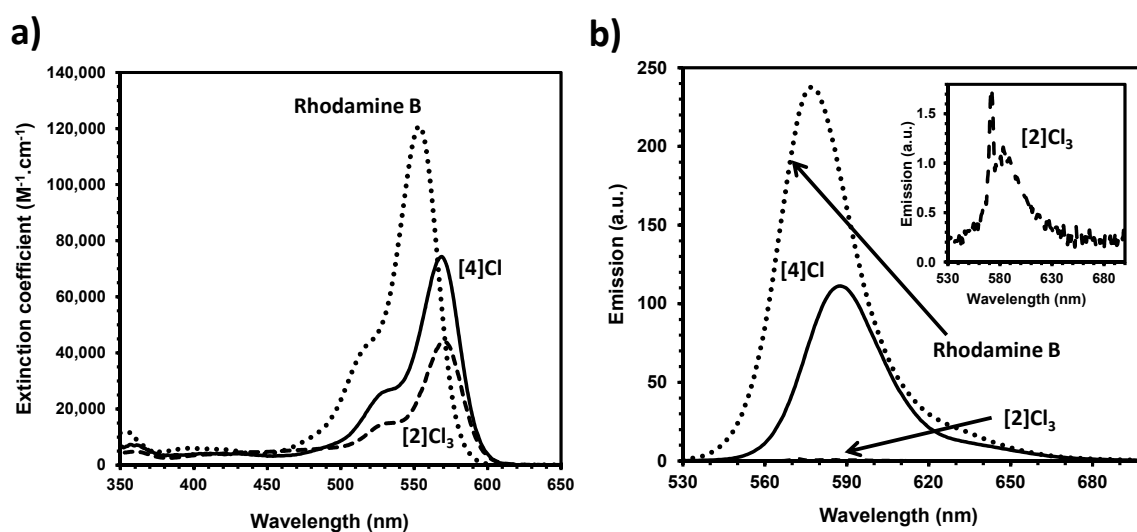 a)
140,000
120,000
100,000
80,000
60,000
40,000
20,000
0
Extinction coefficient (M⁻¹.cm⁻¹)
Rhodamine B
[4]Cl
[2]Cl₃
350 400 450 500 550 600 650
Wavelength (nm)
b)
250
200
150
100
50
0
Emission (a.u.)
[4]Cl
Rhodamine B
[2]Cl₃
530 560 590 620 650 680
Wavelength (nm)
1.5
1.0
0.5
0.0
Emission (a.u.)
[2]Cl₃
530 580 630 680
Wavelength (nm)